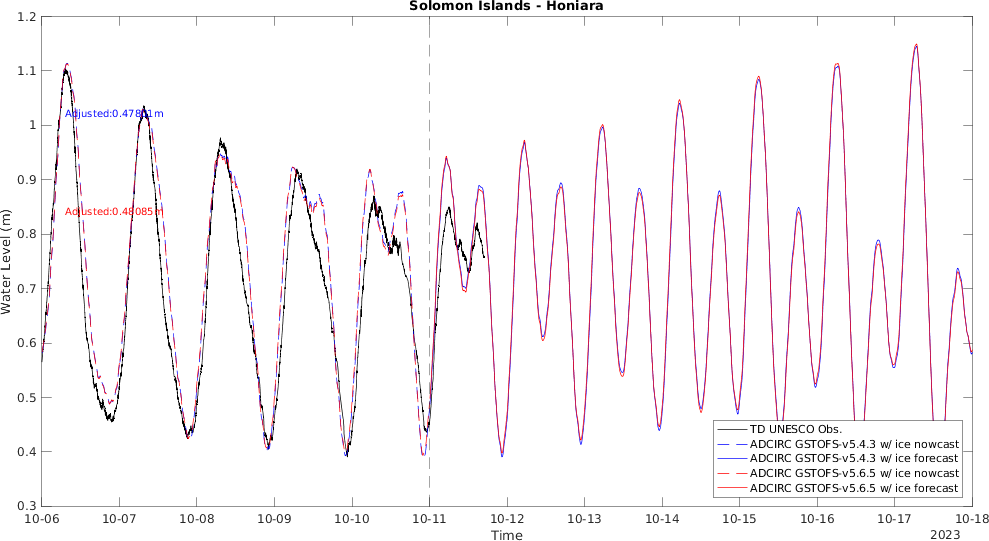 Solomon Islands - Honiara
Water Level (m)
1.2
1.1
1
0.9
0.8
0.7
0.6
0.5
0.4
0.3
Adjusted:0.47841m
Adjusted:0.48085m
TD UNESCO Obs.
ADCIRC GSTOFS-v5.4.3 w/ ice nowcast
ADCIRC GSTOFS-v5.4.3 w/ ice forecast
ADCIRC GSTOFS-v5.6.5 w/ ice nowcast
ADCIRC GSTOFS-v5.6.5 w/ ice forecast
10-06 10-07 10-08 10-09 10-10 10-11 10-12 10-13 10-14 10-15 10-16 10-17 10-18
Time
2023